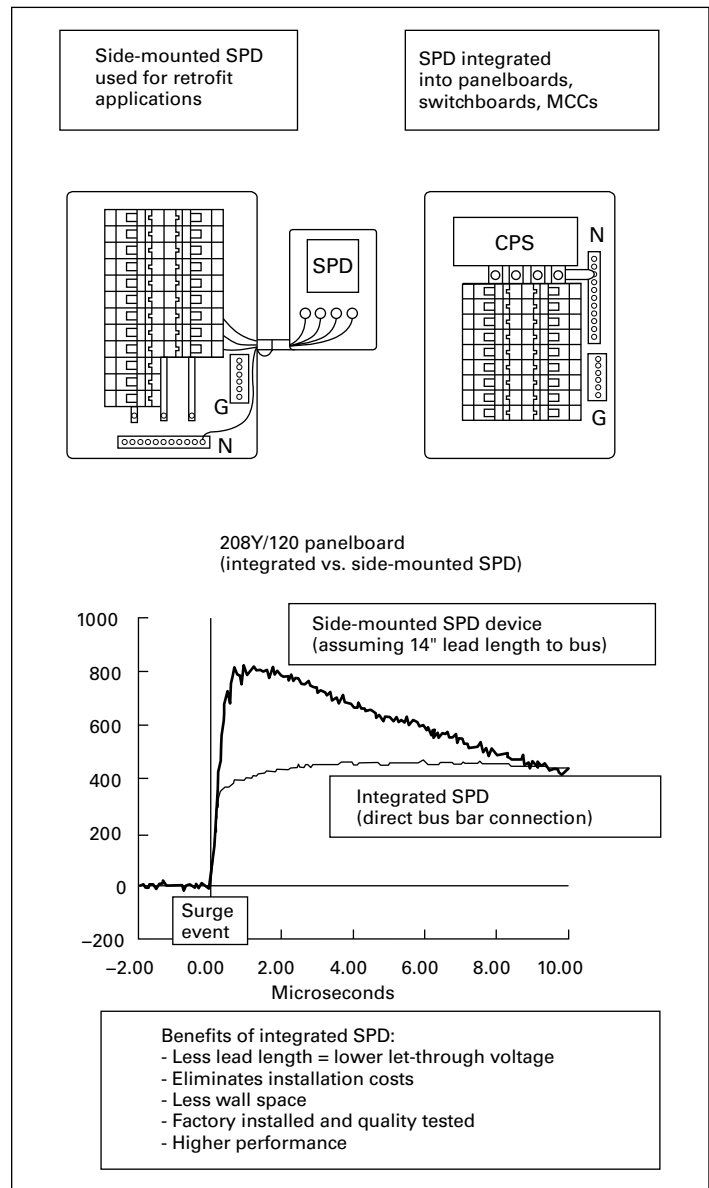 Side-mounted SPD
used for retrofit
applications
SPD integrated
into panelboards,
switchboards, MCCs
SPD
G
N
CPS
N
G
208Y/120 panelboard
(integrated vs. side-mounted SPD)
1000
800
600
400
200
0
–200
Side-mounted SPD device
(assuming 14" lead length to bus)
Integrated SPD
(direct bus bar connection)
Surge
event
–2.00 0.00 2.00 4.00 6.00 8.00 10.00
Microseconds
Benefits of integrated SPD:
- Less lead length = lower let-through voltage
- Eliminates installation costs
- Less wall space
- Factory installed and quality tested
- Higher performance